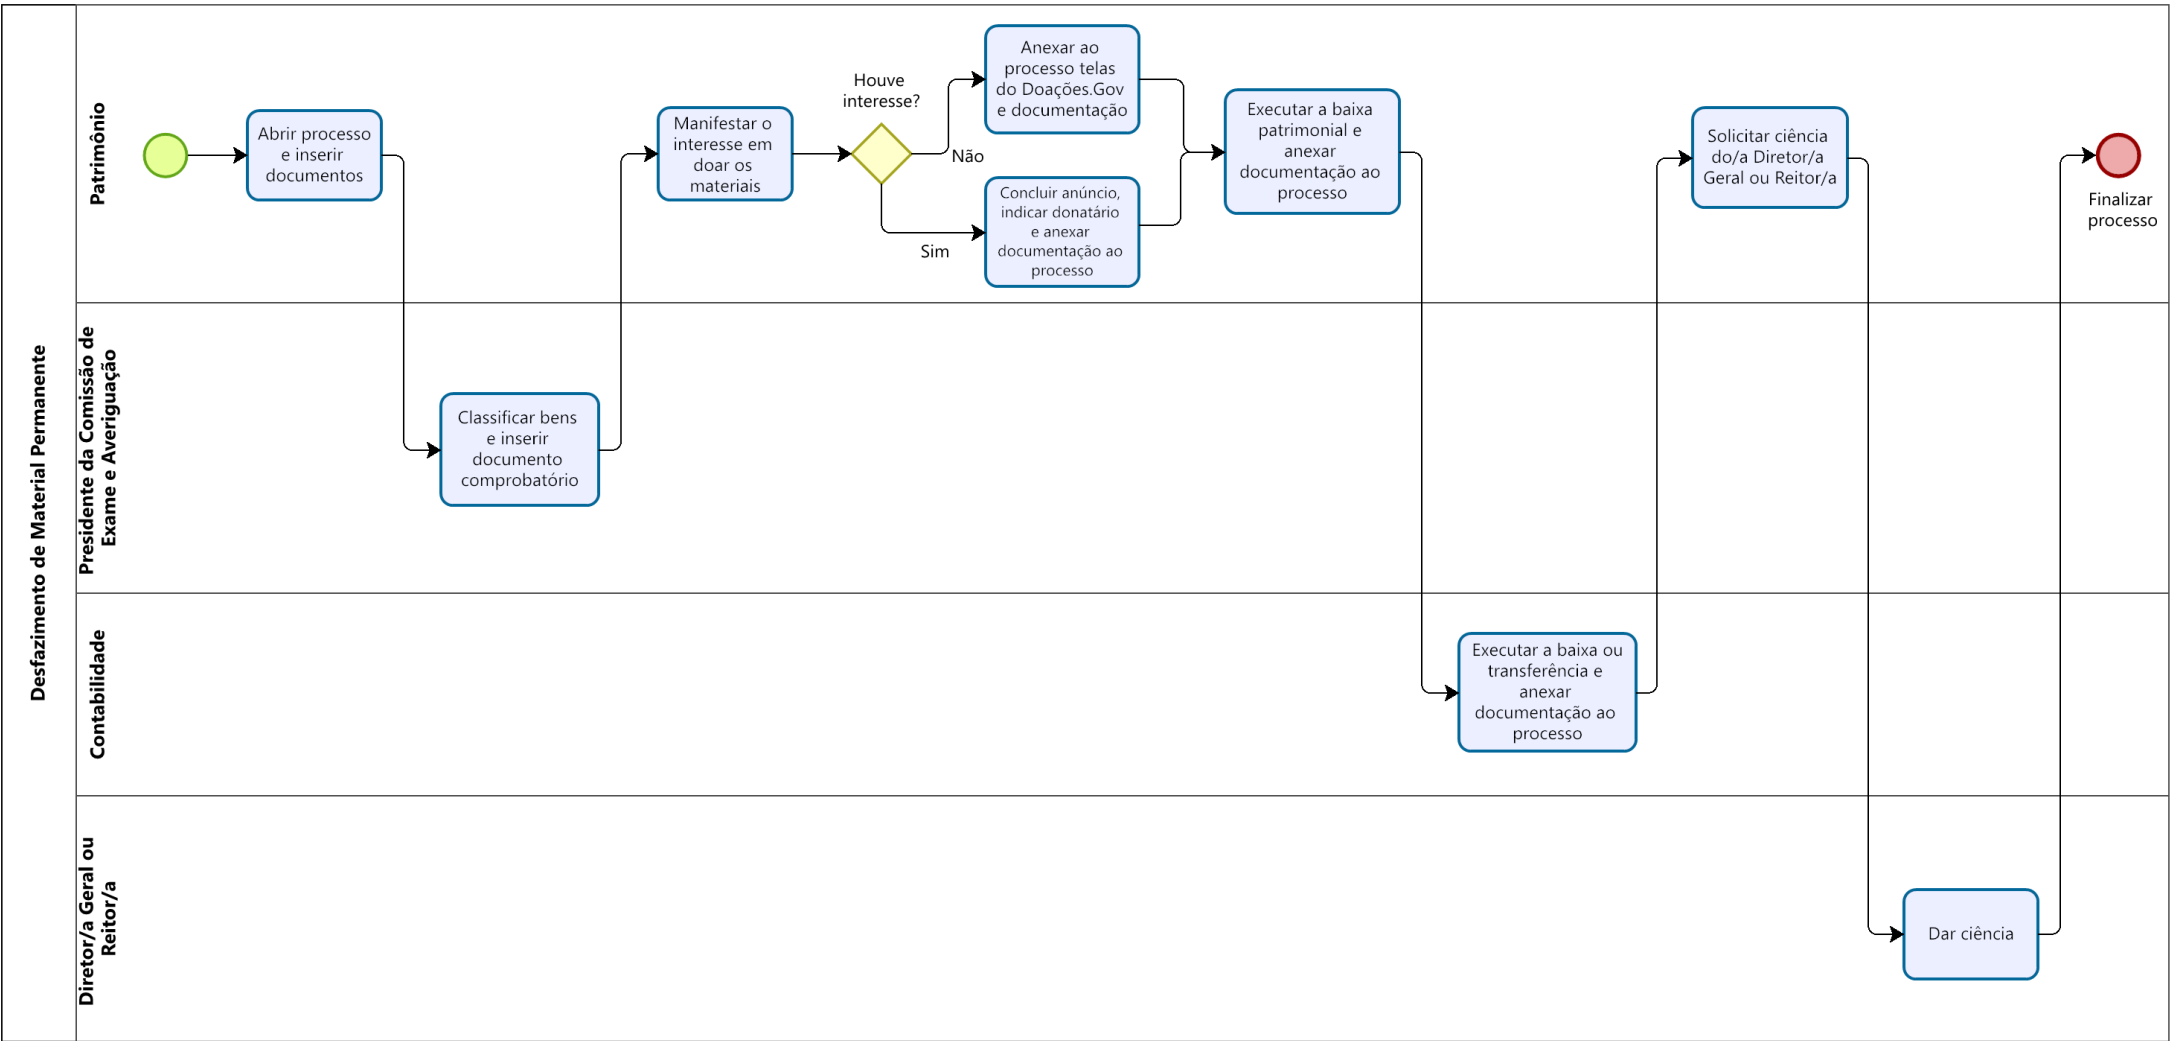 Desfazimento de Material Permanente
Patrimônio
Abrir processo
e inserir
documentos
Manifestar o
interesse em
doar os
materiais
Houve
interesse?
Não
Sim
Anexar ao
processo telas
do Doações.Gov
e documentação
Concluir anúncio,
indicar donatário
e anexar
documentação ao
processo
Executar a baixa
patrimonial e
anexar
documentação ao
processo
Solicitar ciência
do/a Diretor/a
Geral ou Reitor/a
Finalizar
processo
Presidente da Comissão de
Exame e Averiguação
Classificar bens
e inserir
documento
comprobatório
Contabilidade
Executar a baixa ou
transferência e
anexar
documentação ao
processo
Diretor/a Geral ou
Reitor/a
Dar ciência